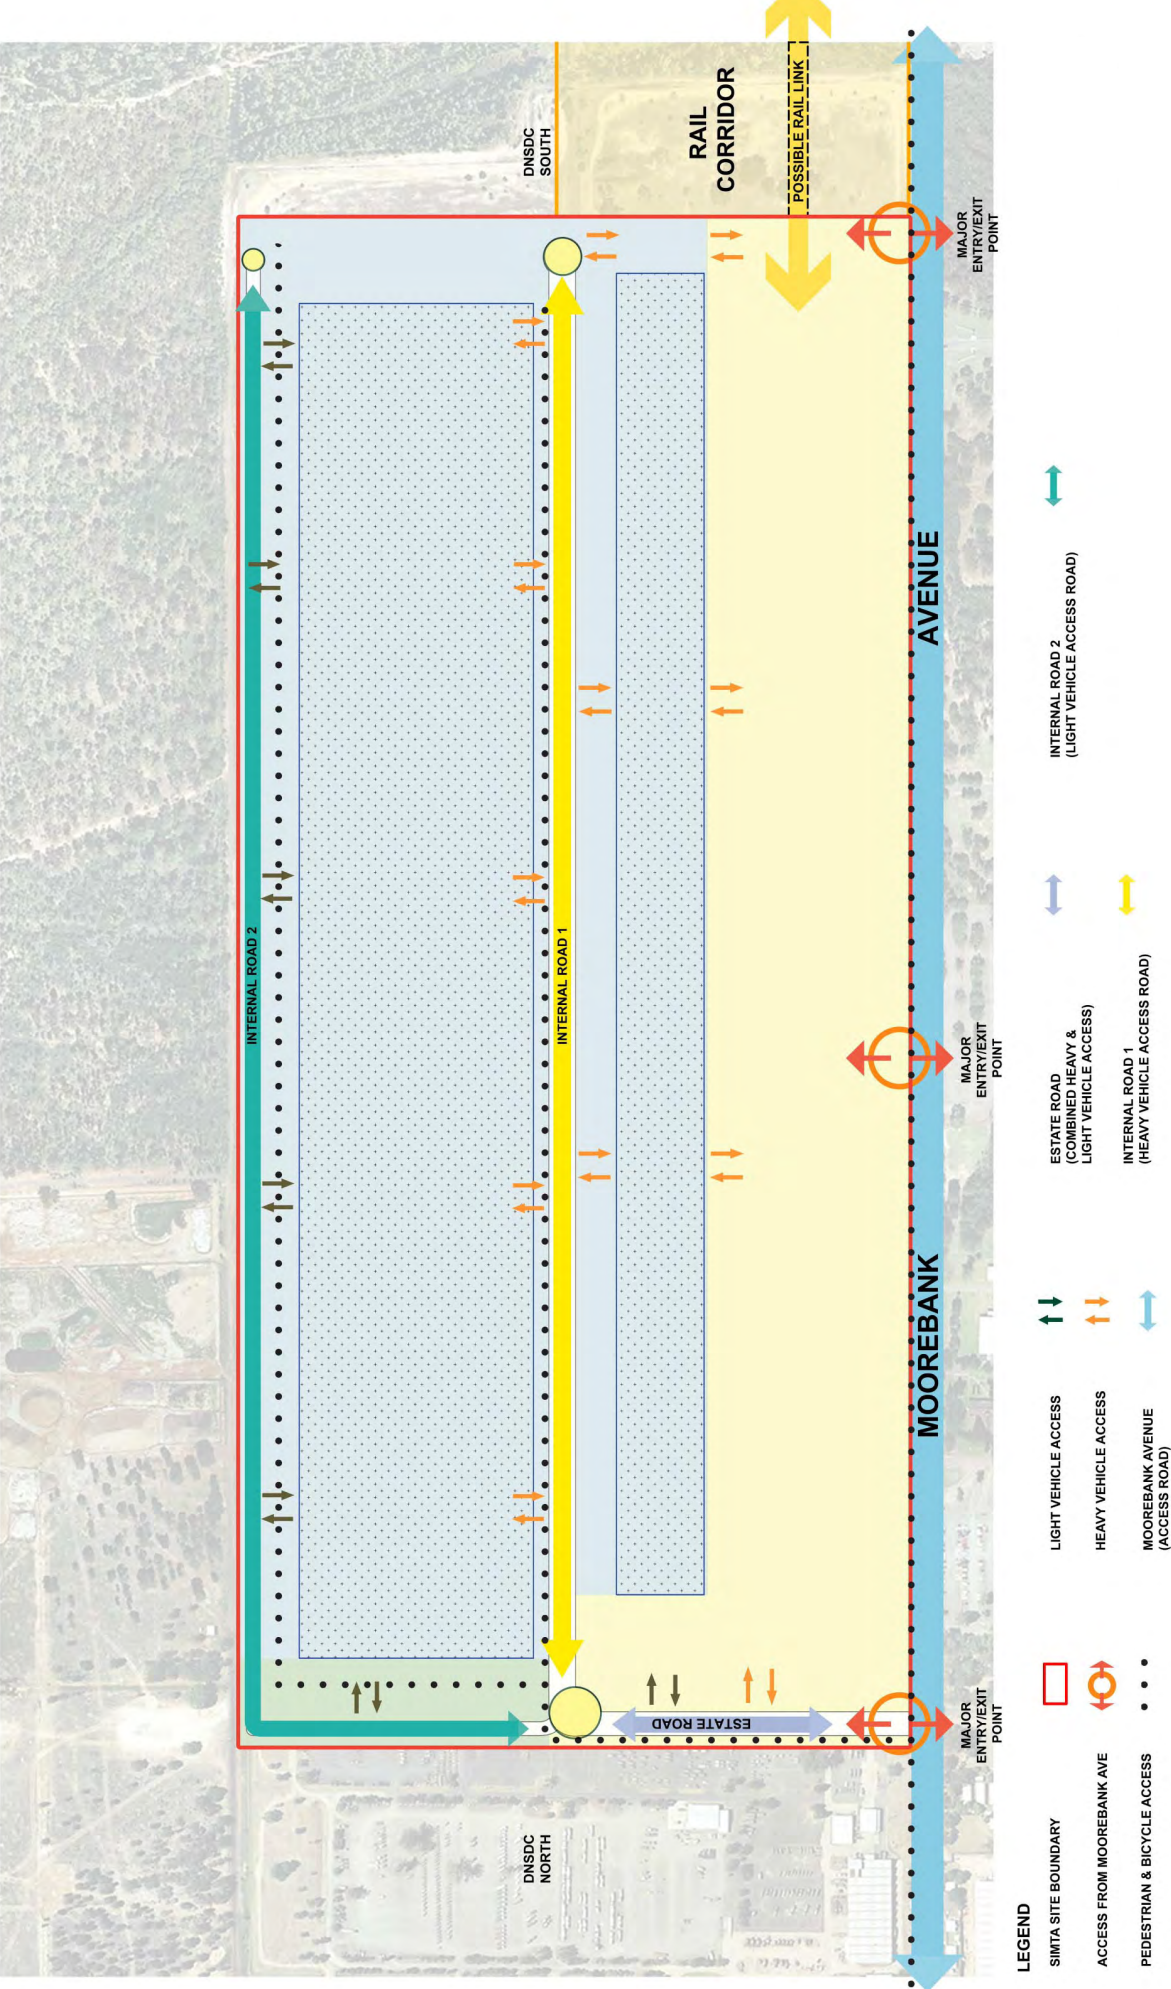 DNSDC
SOUTH
RAIL
CORRIDOR
POSSIBLE RAIL LINK
MAJOR
ENTRY/EXIT
POINT
INTERNAL ROAD 2
INTERNAL ROAD 1
MAJOR
ENTRY/EXIT
POINT
MOOREBANK AVENUE
ESTATE ROAD
MAJOR
ENTRY/EXIT
POINT
DNSDC
NORTH
LEGEND
SIMTA SITE BOUNDARY
ACCESS FROM MOOREBANK AVE
PEDESTRIAN & BICYCLE ACCESS
LIGHT VEHICLE ACCESS
HEAVY VEHICLE ACCESS
MOOREBANK AVENUE
(ACCESS ROAD)
ESTATE ROAD
(COMBINED HEAVY &
LIGHT VEHICLE ACCESS)
INTERNAL ROAD 1
(HEAVY VEHICLE ACCESS ROAD)
INTERNAL ROAD 2
(LIGHT VEHICLE ACCESS ROAD)